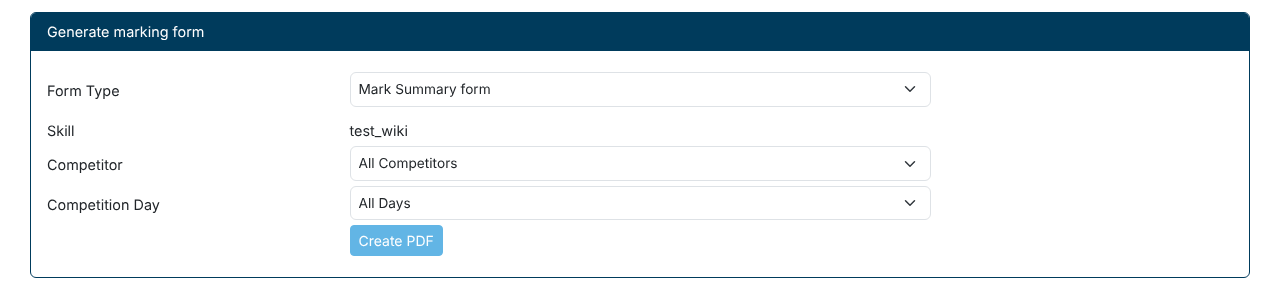 Generate marking form
Form Type Mark Summary form
Skill test_wiki
Competitor All Competitors
Competition Day All Days
Create PDF